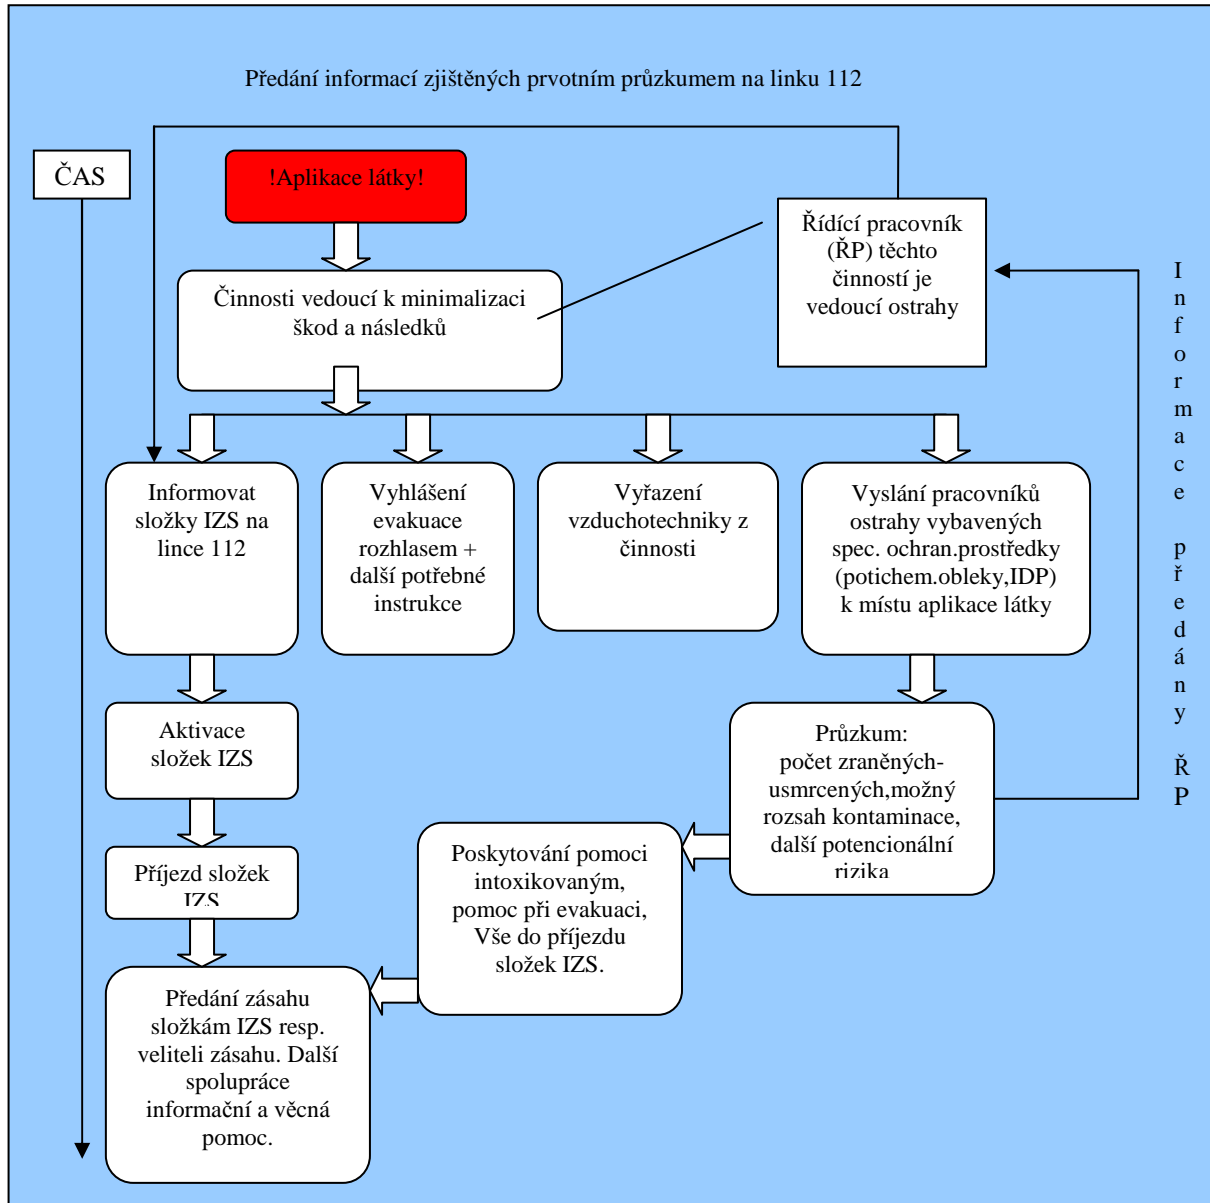 Předání informací zjištěných prvotním průzkumem na linku 112
ČAS
!Aplikace látky!
Řídící pracovník
(ŘP) těchto
činností je
vedoucí ostrahy
Činnosti vedoucí k minimalizaci
škod a následků
Informovat
složky IZS na
lince 112
Vyhlášení
evakuace
rozhlasem +
další potřebné
instrukce
Vyřazení
vzduchotechniky z
činnosti
Vyslání pracovníků
ostrahy vybavených
spec. ochran.prostředky
(potichem.obleky,IDP)
k místu aplikace látky
Informace předány ŘP
Aktivace
složek IZS
Průzkum:
počet zraněných-
usmrcených,možný
rozsah kontaminace,
další potencionální
rizika
Příjezd složek
IZS
Poskytování pomoci
intoxikovaným,
pomoc při evakuaci,
Vše do příjezdu
složek IZS.
Předání zásahu
složkám IZS resp.
veliteli zásahu. Další
spolupráce
informační a věcná
pomoc.